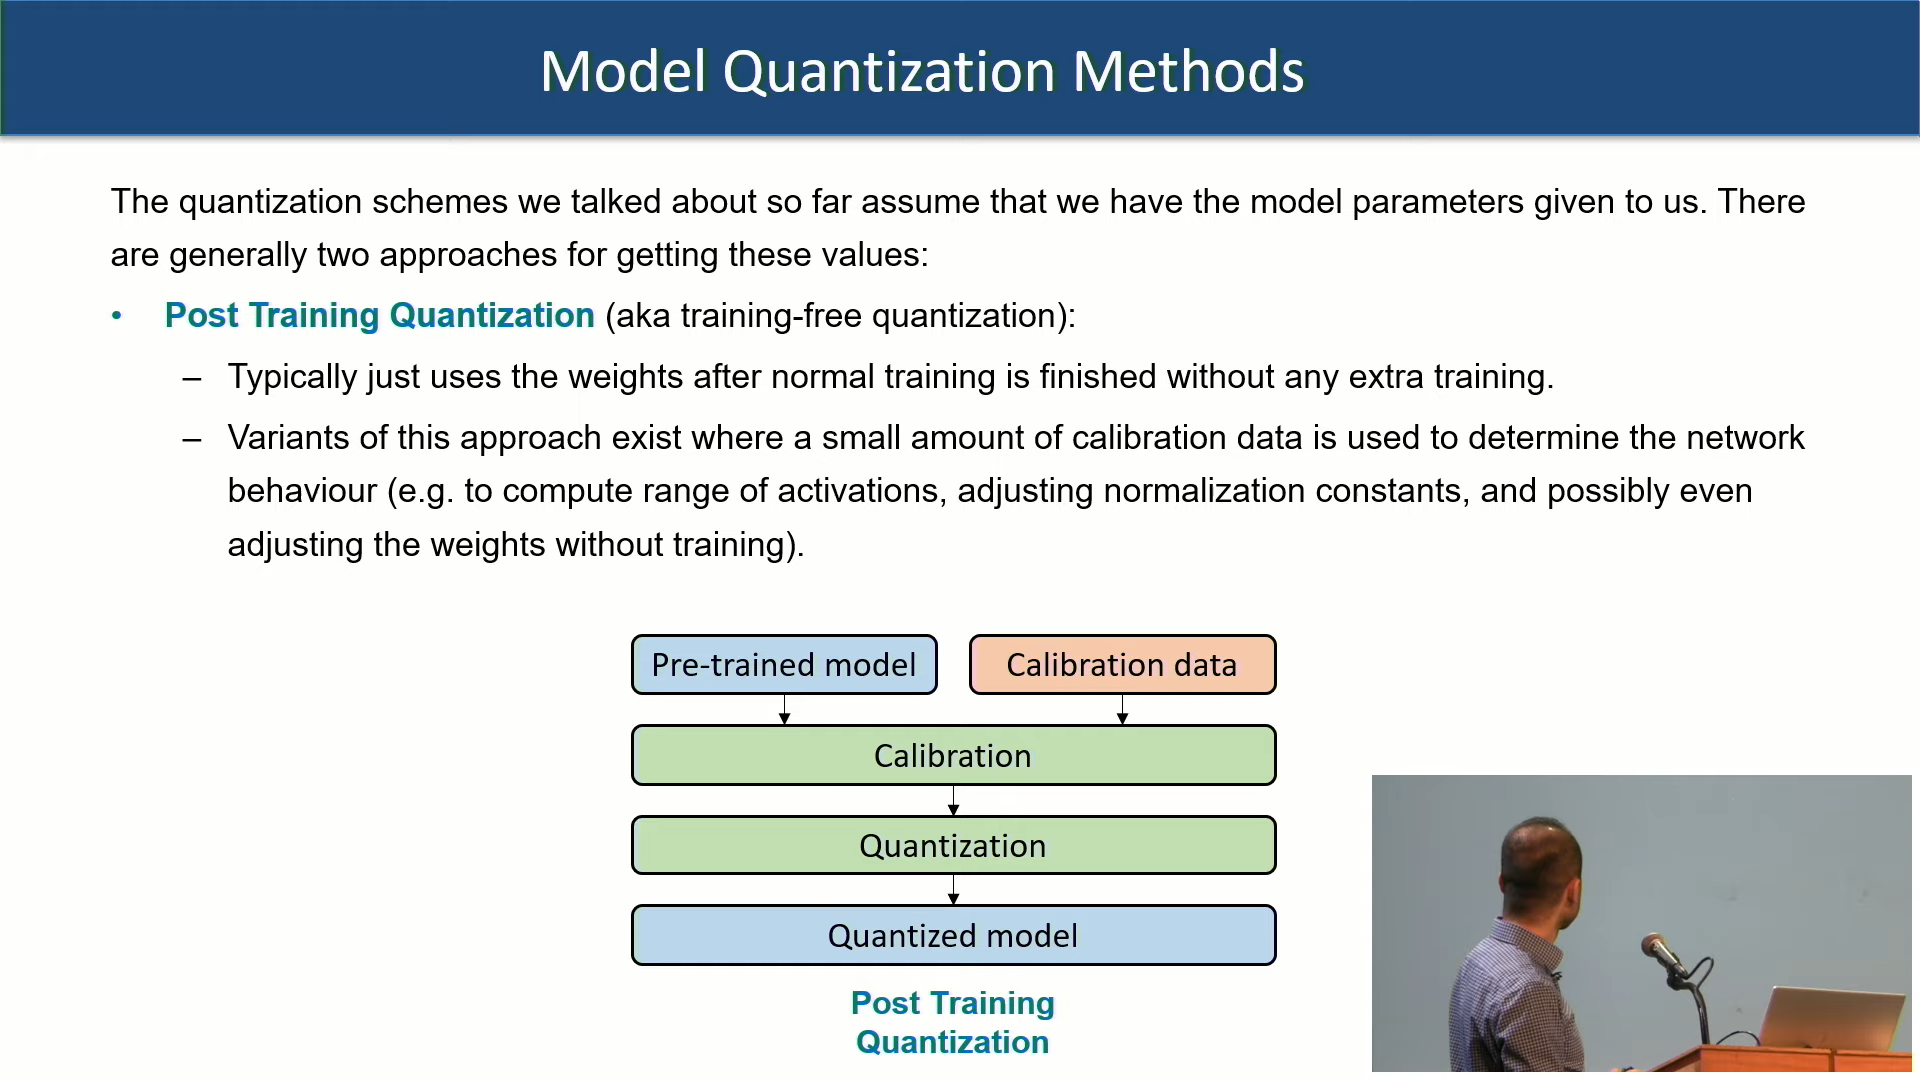 Model Quantization Methods
The quantization schemes we talked about so far assume that we have the model parameters given to us. There
are generally two approaches for getting these values:
• Post Training Quantization (aka training-free quantization):
– Typically just uses the weights after normal training is finished without any extra training.
– Variants of this approach exist where a small amount of calibration data is used to determine the network
behaviour (e.g. to compute range of activations, adjusting normalization constants, and possibly even
adjusting the weights without training).
Pre-trained model
Calibration data
Calibration
Quantization
Quantized model
Post Training
Quantization